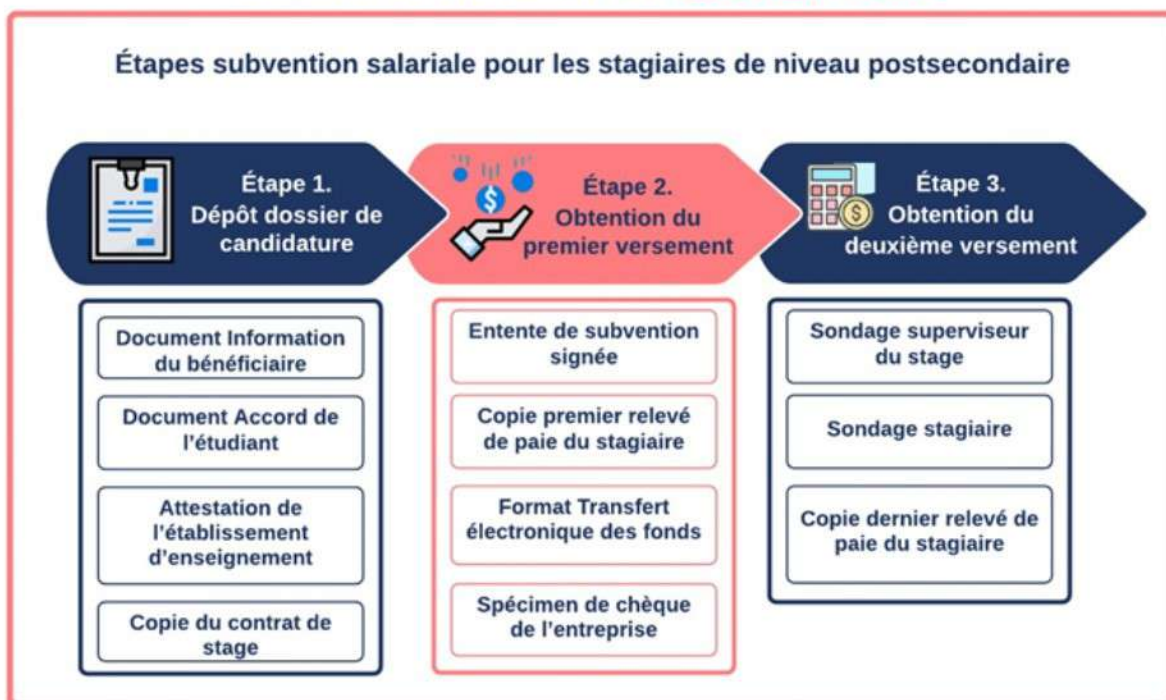 Étapes subvention salariale pour les stagiaires de niveau postsecondaire
Étape 1.
Dépôt dossier de
candidature
Étape 2.
Obtention du
premier versement
Étape 3.
Obtention du
deuxième versement
Document Information
du bénéficiaire
Document Accord de
l'étudiant
Attestation de
l'établissement
d'enseignement
Copie du contrat de
stage
Entente de subvention
signée
Copie premier relevé
de paie du stagiaire
Format Transfert
électronique des fonds
Spécimen de chèque
de l'entreprise
Sondage superviseur
du stage
Sondage stagiaire
Copie dernier relevé de
paie du stagiaire